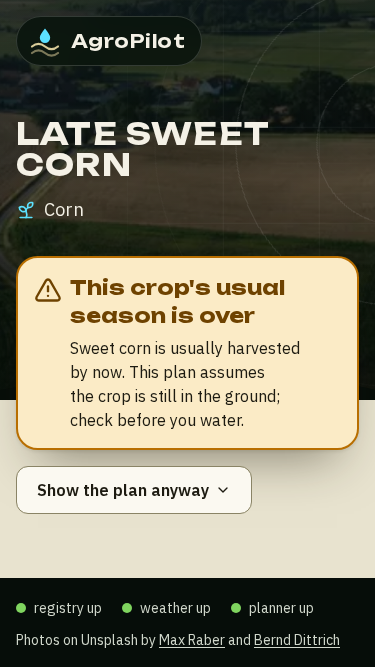 AgroPilot
LATE SWEET
CORN
Corn
This crop's usual
season is over
Sweet corn is usually harvested
by now. This plan assumes
the crop is still in the ground;
check before you water.
Show the plan anyway
registry up weather up planner up
Photos on Unsplash by Max Raber and Bernd Dittrich